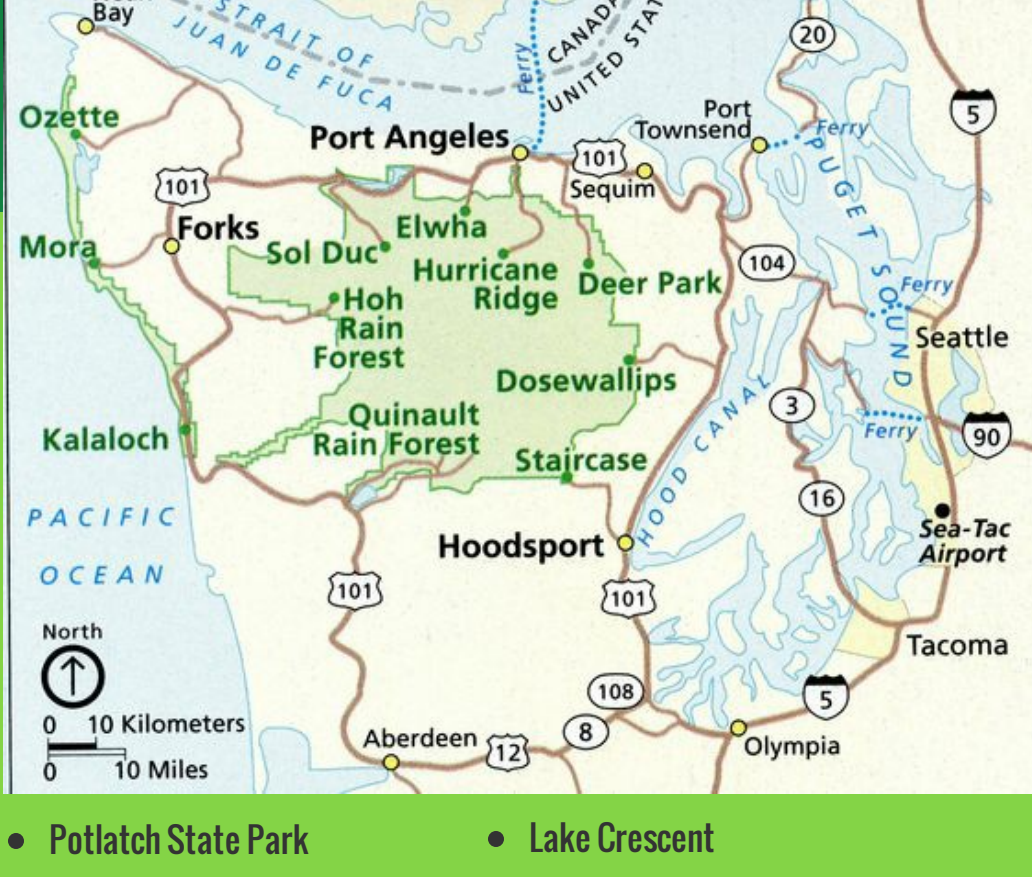 Bay
STRAIT OF
JUAN DE FUCA
Ferry
CANADA
UNITED STAT
20
5
Ozette
Port Angeles
101
Sequim
Port
Townsend
Ferry
PUGET SOUND
101
Forks
Mora
Sol Duc
Elwha
Hurricane
Ridge
Deer Park
104
Ferry
Hoh
Rain
Forest
Seattle
Dosewallips
HOOD CANAL
3
Ferry
90
Kalaloch
Quinault
Rain Forest
Staircase
16
PACIFIC
OCEAN
Hoodsport
Sea-Tac
Airport
101
101
North
0 10 Kilometers
0 10 Miles
Tacoma
108
5
8
Aberdeen
12
Olympia
• Potlatch State Park
• Lake Crescent